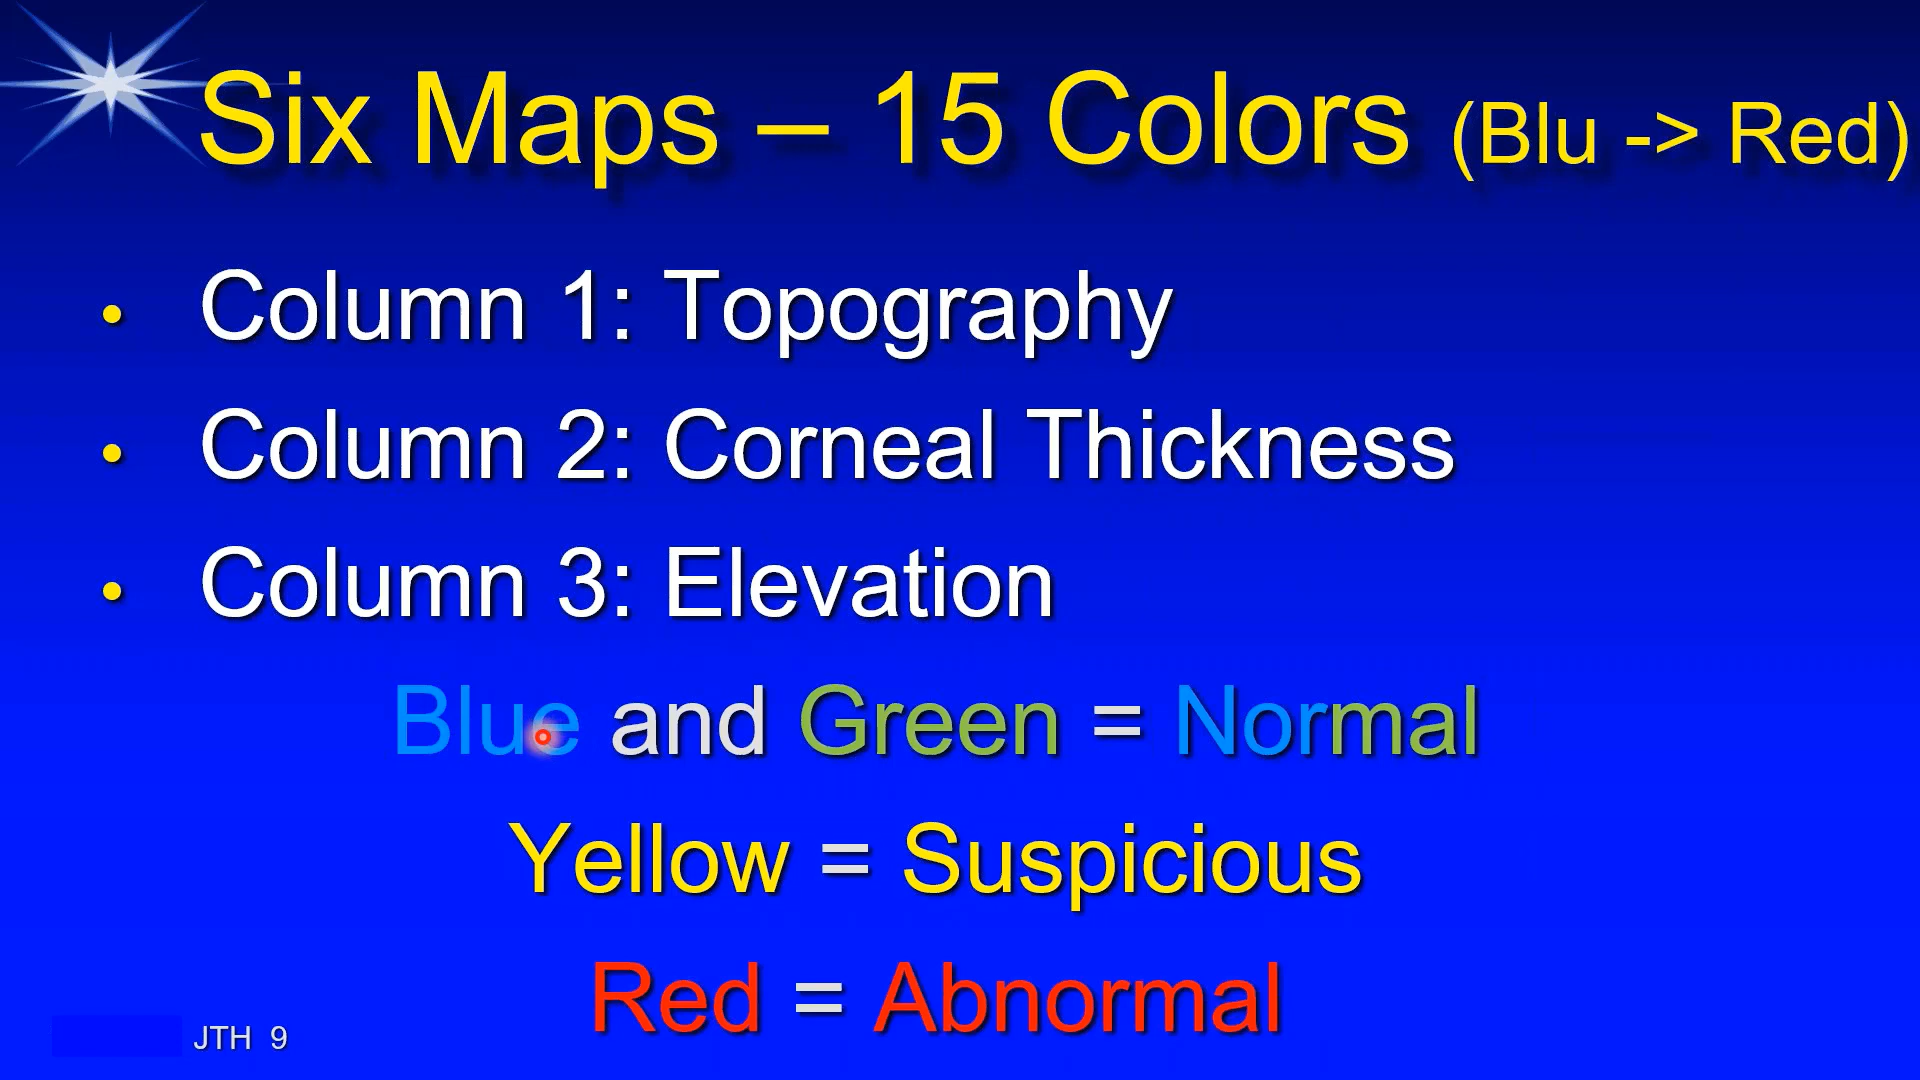 Six Maps – 15 Colors (Blu -> Red)
• Column 1: Topography
• Column 2: Corneal Thickness
• Column 3: Elevation
Blue and Green = Normal
Yellow = Suspicious
Red = Abnormal
JTH 9